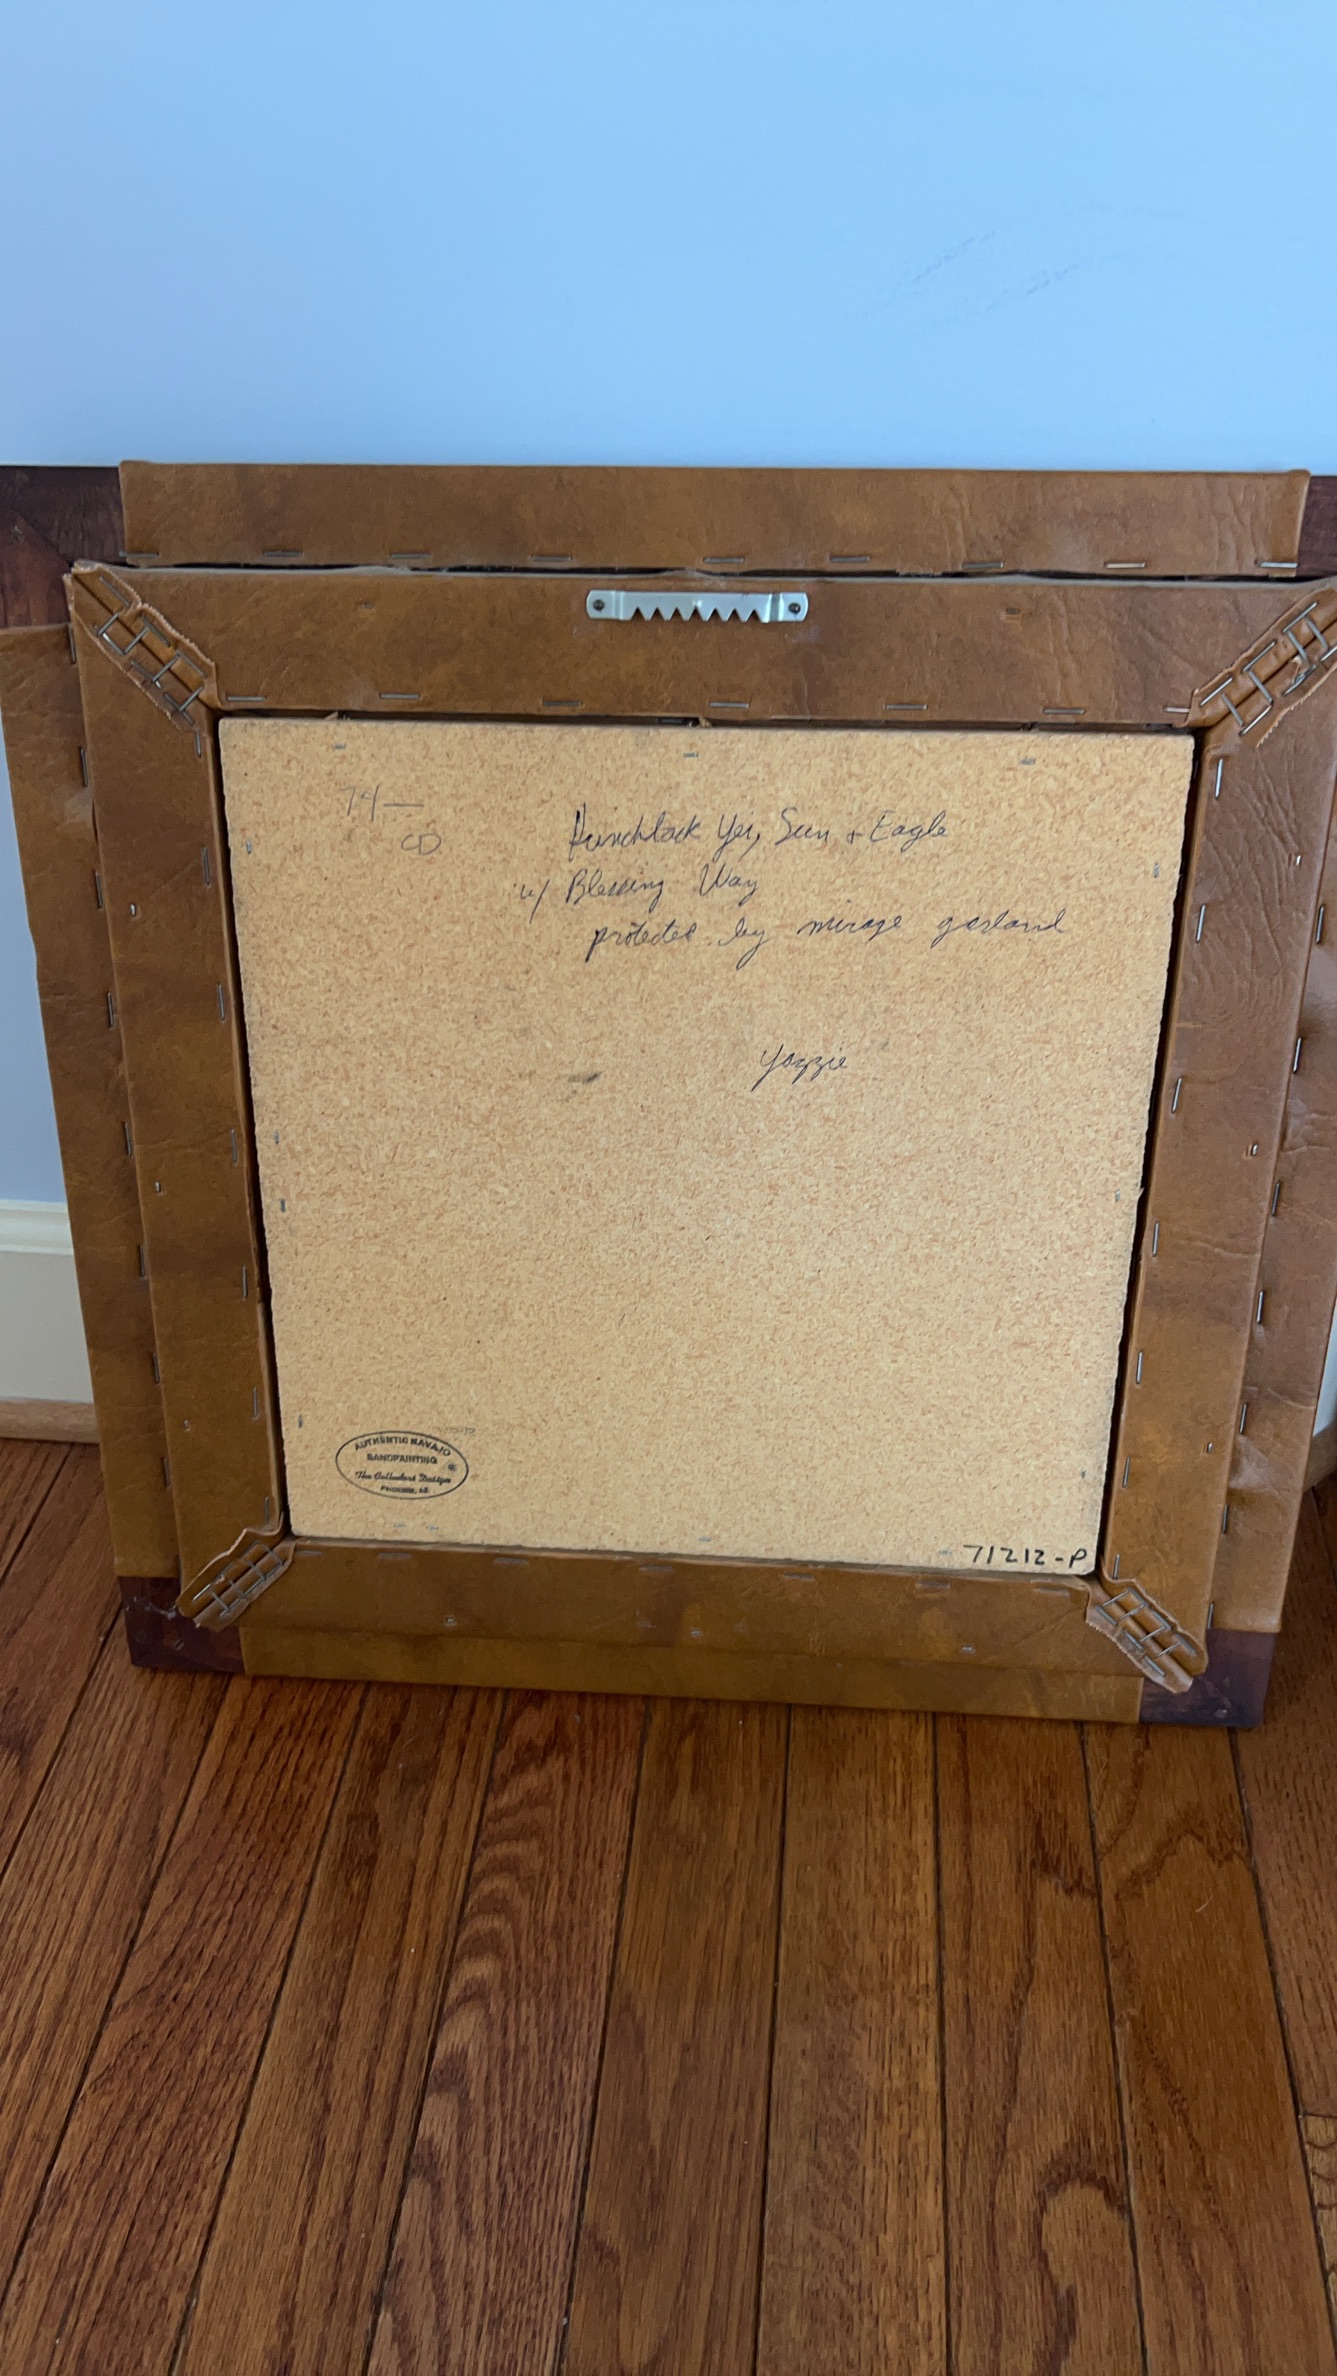 74—
CD
Hunchback Yei, Sun + Eagle
w/ Blessing Way
protected by mirage garland
Yazzie
AUTHENTIC NAVAJO
SANDPAINTING
The Collectors Design
PHOENIX, AZ
71212-P